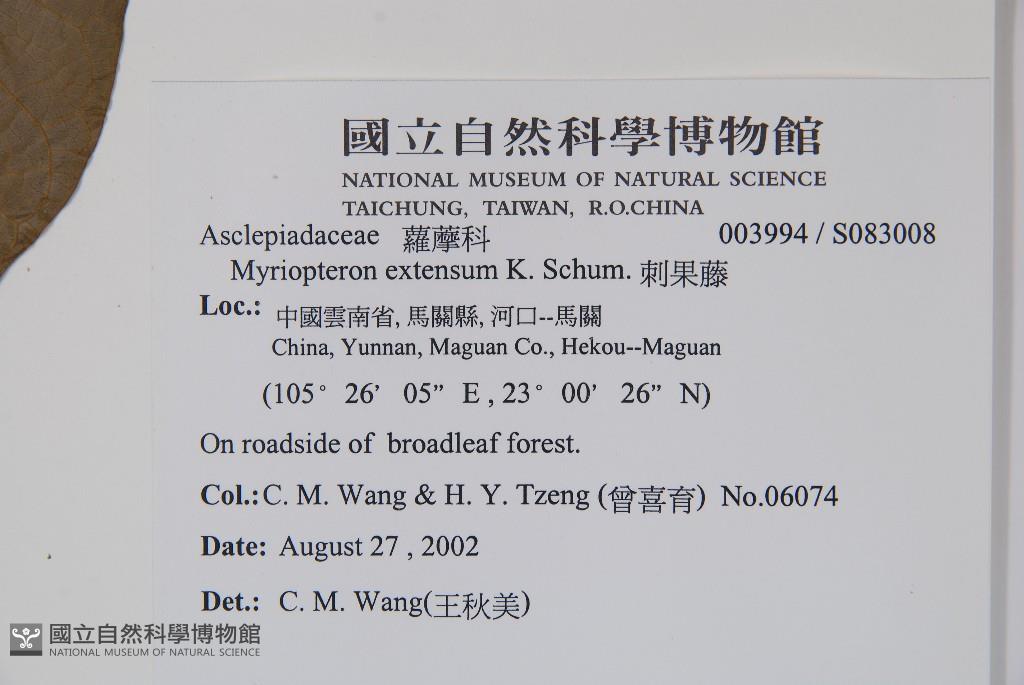 國立自然科學博物館
NATIONAL MUSEUM OF NATURAL SCIENCE
TAICHUNG, TAIWAN, R.O.CHINA
Asclepiadaceae 蘿藦科 003994 / S083008
Myriopteron extensum K. Schum. 刺果藤
Loc.: 中國雲南省, 馬關縣, 河口--馬關
China, Yunnan, Maguan Co., Hekou--Maguan
(105° 26’ 05” E , 23° 00’ 26” N)
On roadside of broadleaf forest.
Col.: C. M. Wang & H. Y. Tzeng (曾喜育) No.06074
Date: August 27 , 2002
Det.: C. M. Wang(王秋美)
國立自然科學博物館
NATIONAL MUSEUM OF NATURAL SCIENCE